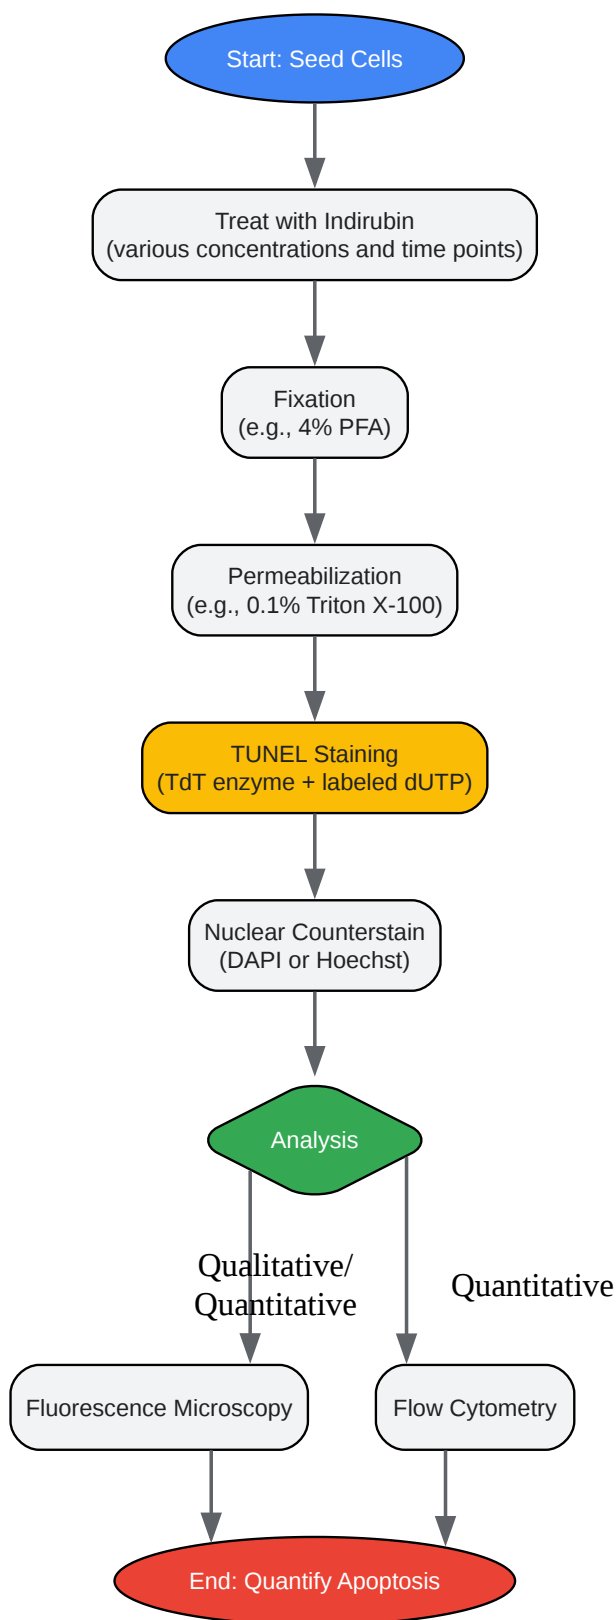 Start: Seed Cells
Treat with Indirubin
(various concentrations and time points)
Fixation
(e.g., 4% PFA)
Permeabilization
(e.g., 0.1% Triton X-100)
TUNEL Staining
(TdT enzyme + labeled dUTP)
Nuclear Counterstain
(DAPI or Hoechst)
Analysis
Qualitative/
Quantitative
Quantitative
Fluorescence Microscopy
Flow Cytometry
End: Quantify Apoptosis